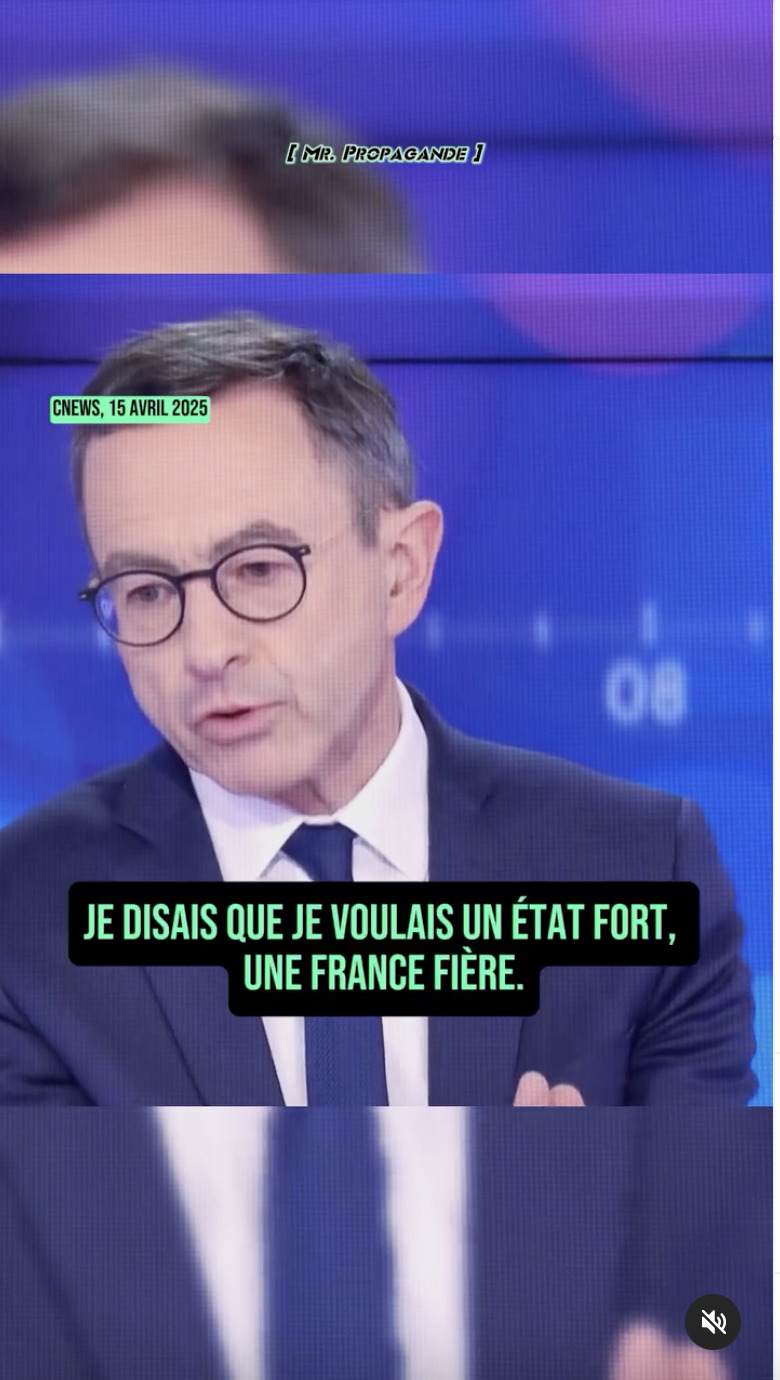 [ MR. PROPAGANDE ]
CNEWS, 15 AVRIL 2025
08
JE DISAIS QUE JE VOULAIS UN ÉTAT FORT,
UNE FRANCE FIÈRE.